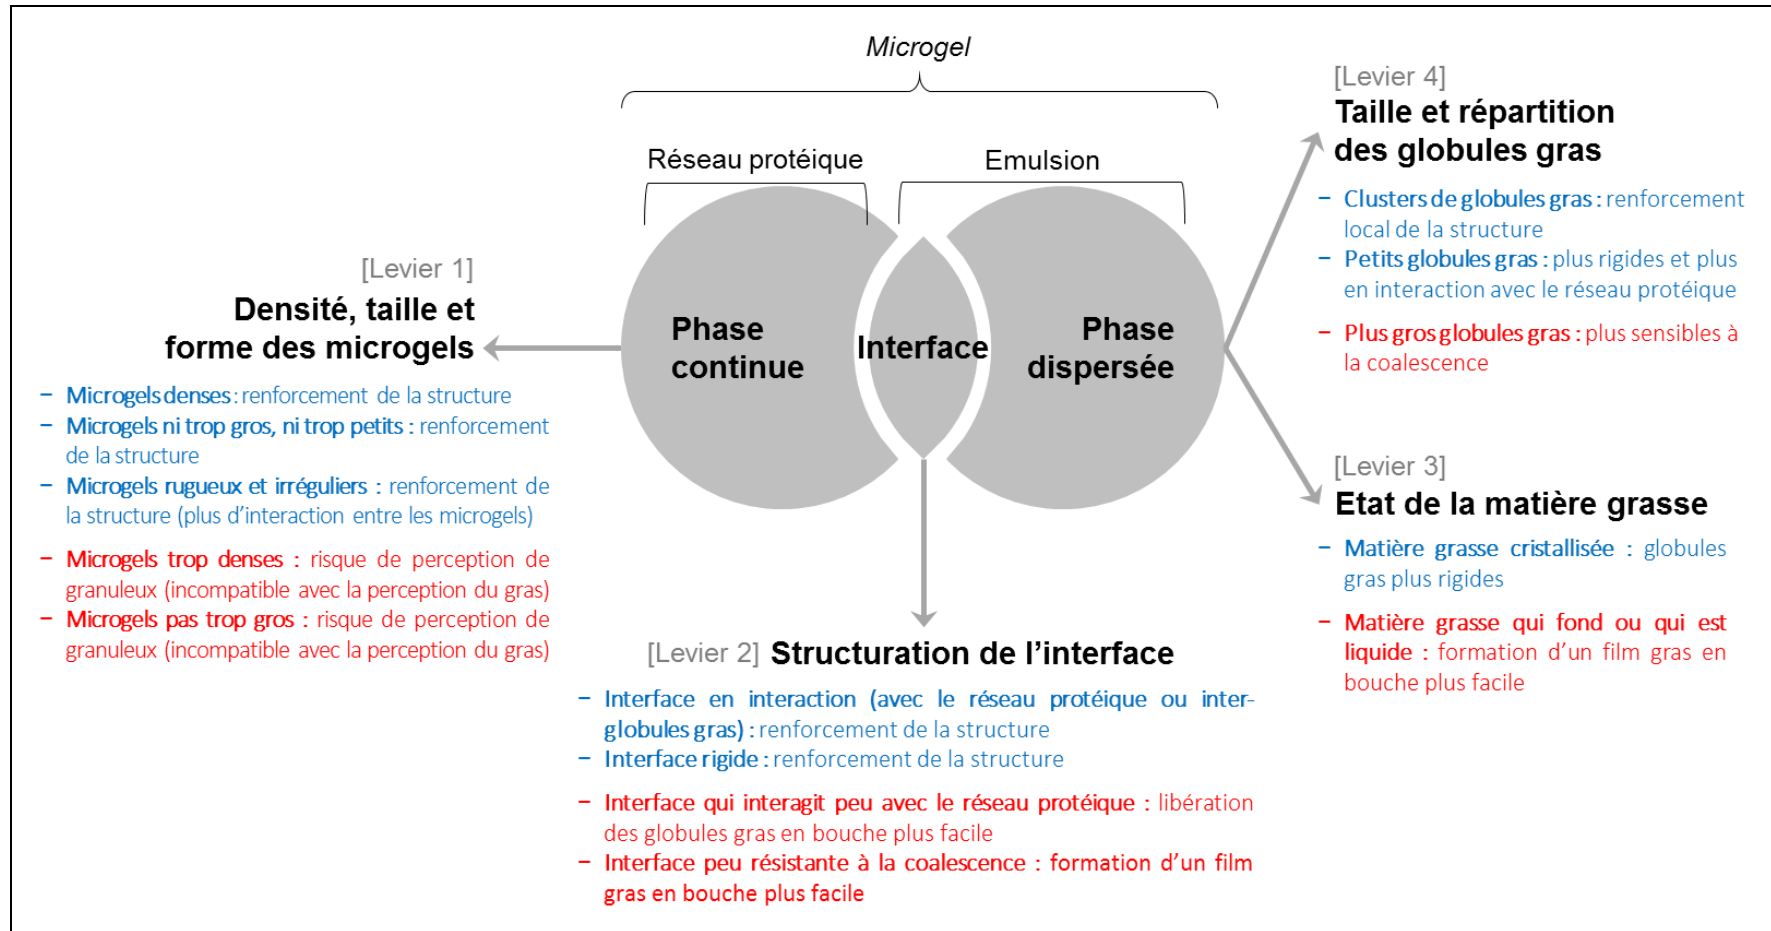 Microgel
Réseau protéique
Emulsion
Phase
continue
Interface
Phase
dispersée
[Levier 1]
Densité, taille et
forme des microgels
− Microgels denses : renforcement de la structure
− Microgels ni trop gros, ni trop petits : renforcement
de la structure
− Microgels rugueux et irréguliers : renforcement de
la structure (plus d’interaction entre les microgels)
− Microgels trop denses : risque de perception de
granuleux (incompatible avec la perception du gras)
− Microgels pas trop gros : risque de perception de
granuleux (incompatible avec la perception du gras)
[Levier 2] Structuration de l’interface
− Interface en interaction (avec le réseau protéique ou inter-
globules gras) : renforcement de la structure
− Interface rigide : renforcement de la structure
− Interface qui interagit peu avec le réseau protéique : libération
des globules gras en bouche plus facile
− Interface peu résistante à la coalescence : formation d’un film
gras en bouche plus facile
[Levier 4]
Taille et répartition
des globules gras
− Clusters de globules gras : renforcement
local de la structure
− Petits globules gras : plus rigides et plus
en interaction avec le réseau protéique
− Plus gros globules gras : plus sensibles à
la coalescence
[Levier 3]
Etat de la matière grasse
− Matière grasse cristallisée : globules
gras plus rigides
− Matière grasse qui fond ou qui est
liquide : formation d’un film gras en
bouche plus facile